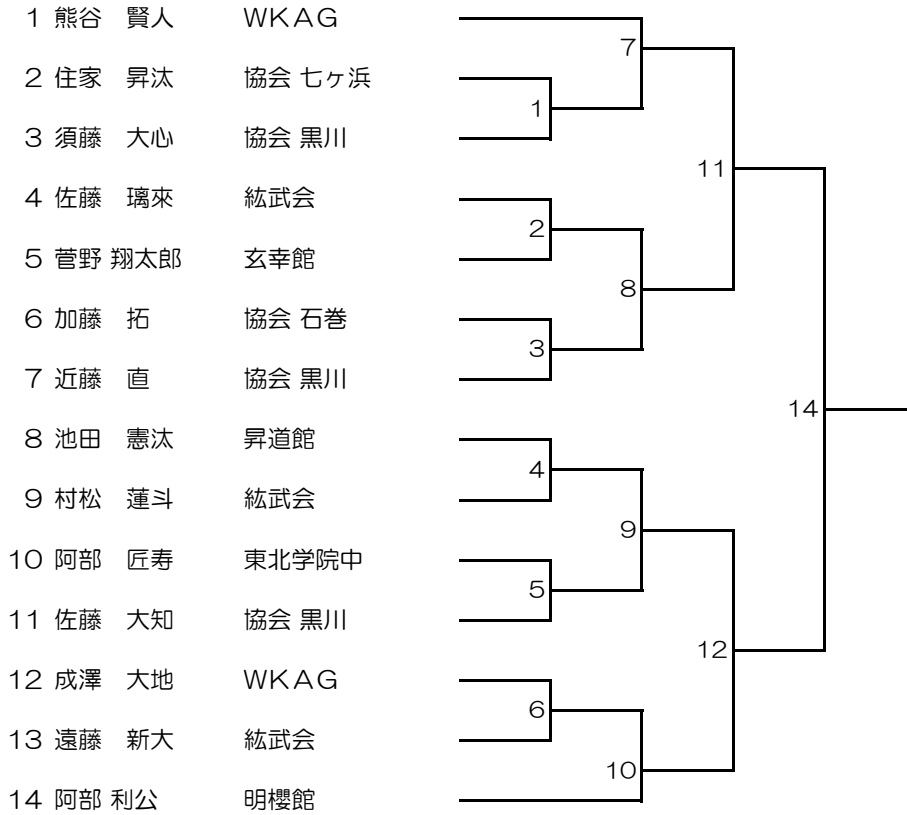 1 熊谷 賢人 WKAG
7
2 住家 昇汰 協会 七ヶ浜
1
3 須藤 大心 協会 黒川
11
4 佐藤 璃來 紘武会
2
5 菅野 翔太郎 玄幸館
8
6 加藤 拓 協会 石巻
3
7 近藤 直 協会 黒川
14
8 池田 憲汰 昇道館
4
9 村松 蓮斗 紘武会
9
10 阿部 匠寿 東北学院中
5
11 佐藤 大知 協会 黒川
12
12 成澤 大地 WKAG
6
13 遠藤 新大 紘武会
10
14 阿部 利公 明櫻館